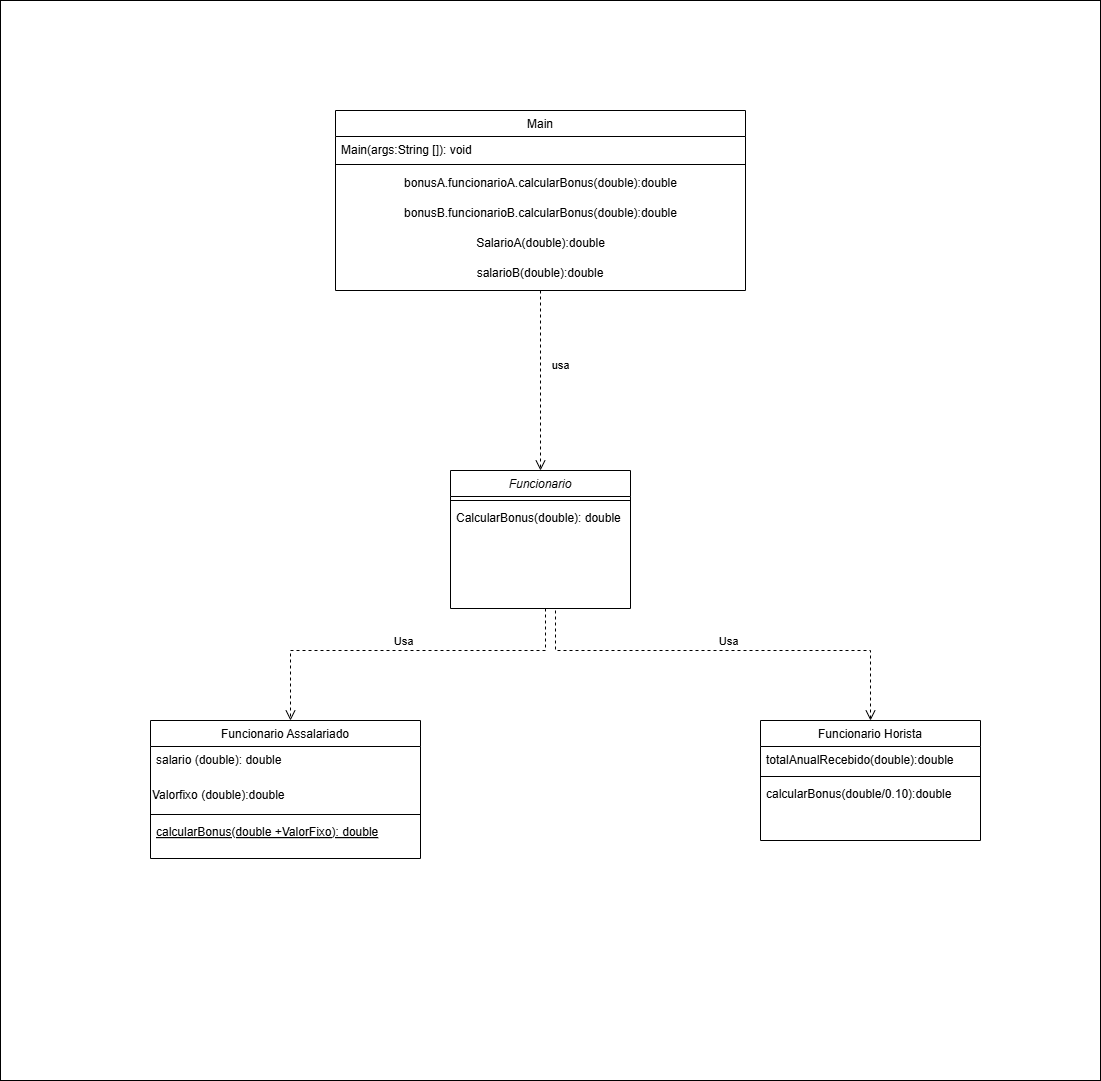 Main
Main(args:String []): void
bonusA.funcionarioA.calcularBonus(double):double
bonusB.funcionarioB.calcularBonus(double):double
SalarioA(double):double
salarioB(double):double
usa
Funcionario
CalcularBonus(double): double
Usa
Usa
Funcionario Assalariado
salario (double): double
Valorfixo (double):double
calcularBonus(double +ValorFixo): double
Funcionario Horista
totalAnualRecebido(double):double
calcularBonus(double/0.10):double